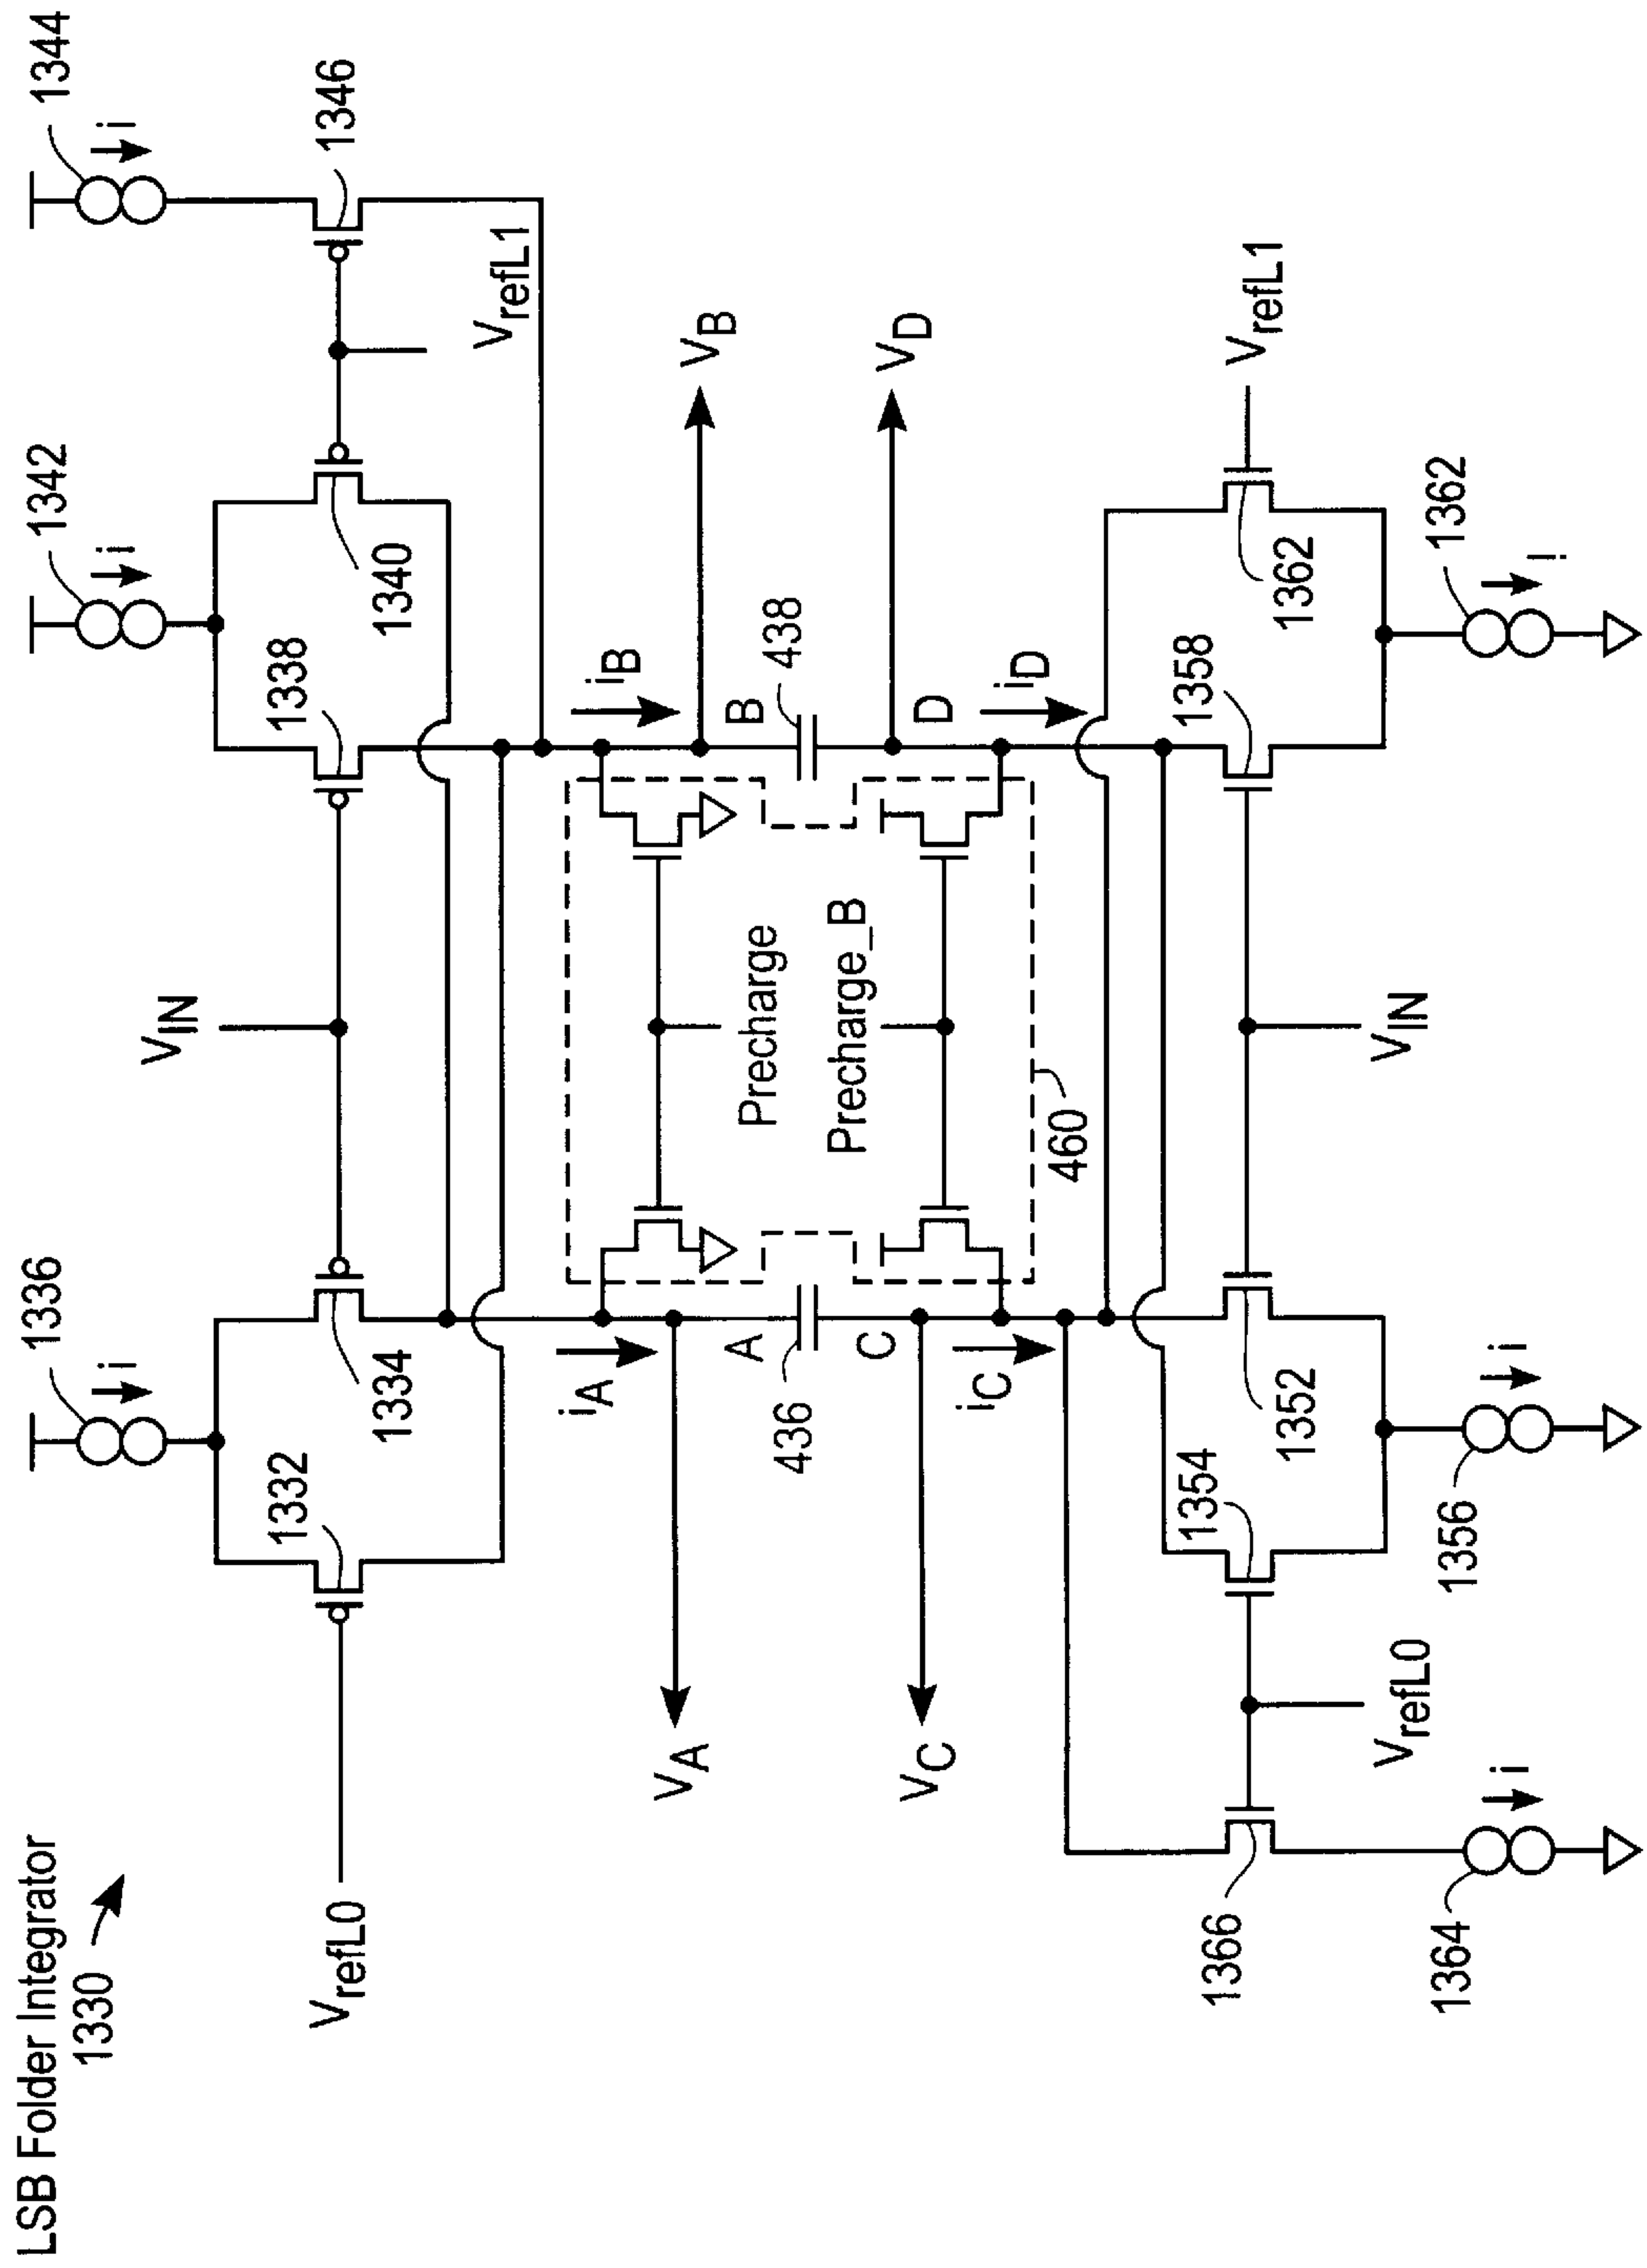 LSB Folder Integrator
1330
1336
i
1342
i
1344
i
1332
1334
1338
1340
1346
VrefL0
VIN
VrefL1
iA
iB
VA
A
B
VB
436
Precharge
438
Precharge_B
VC
C
D
VD
iC
460
iD
1354
1352
1358
1362
1366
VrefL0
VIN
VrefL1
1364
i
1356
i
1362
i